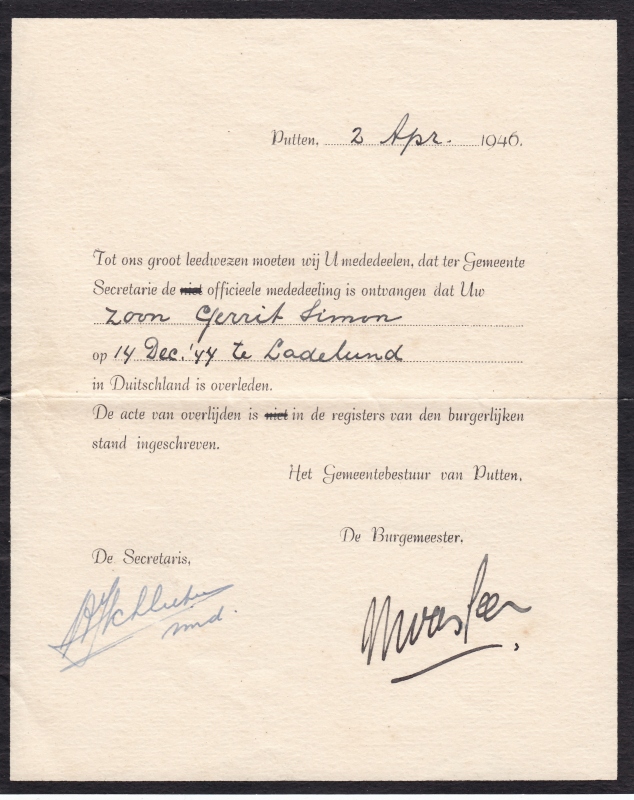 Putten, 2 Apr. 1946.
Tot ons groot leedwezen moeten wij U mededeelen, dat ter Gemeente
Secretarie de niet officieele mededeeling is ontvangen dat Uw
zoon Gerrit Simon
op 14 Dec. '44 te Ladelund
in Duitschland is overleden.
De acte van overlijden is niet in de registers van den burgerlijken
stand ingeschreven.
Het Gemeentebestuur van Putten,
De Burgemeester.
De Secretaris,